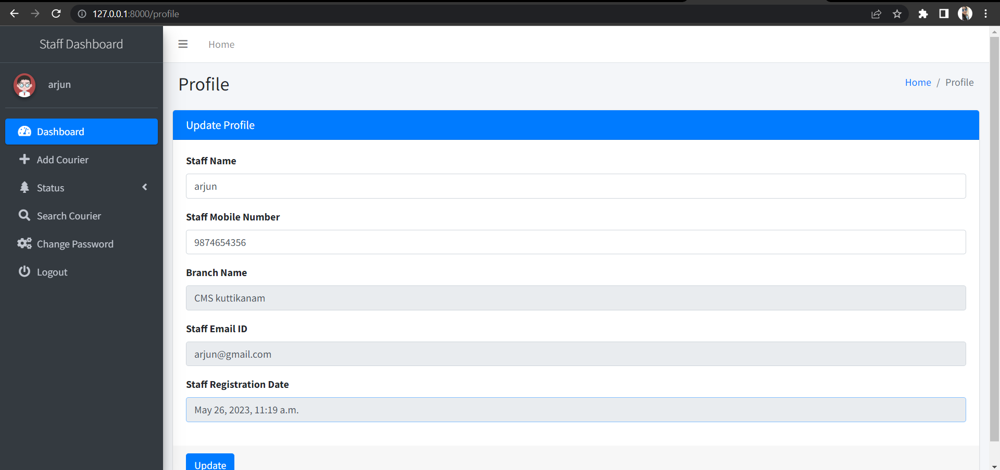 127.0.0.1:8000/profile
Staff Dashboard
Home
arjun
Profile
Home / Profile
Dashboard
Add Courier
Status
Search Courier
Change Password
Logout
Update Profile
Staff Name
arjun
Staff Mobile Number
9874654356
Branch Name
CMS kuttikanam
Staff Email ID
arjun@gmail.com
Staff Registration Date
May 26, 2023, 11:19 a.m.
Update